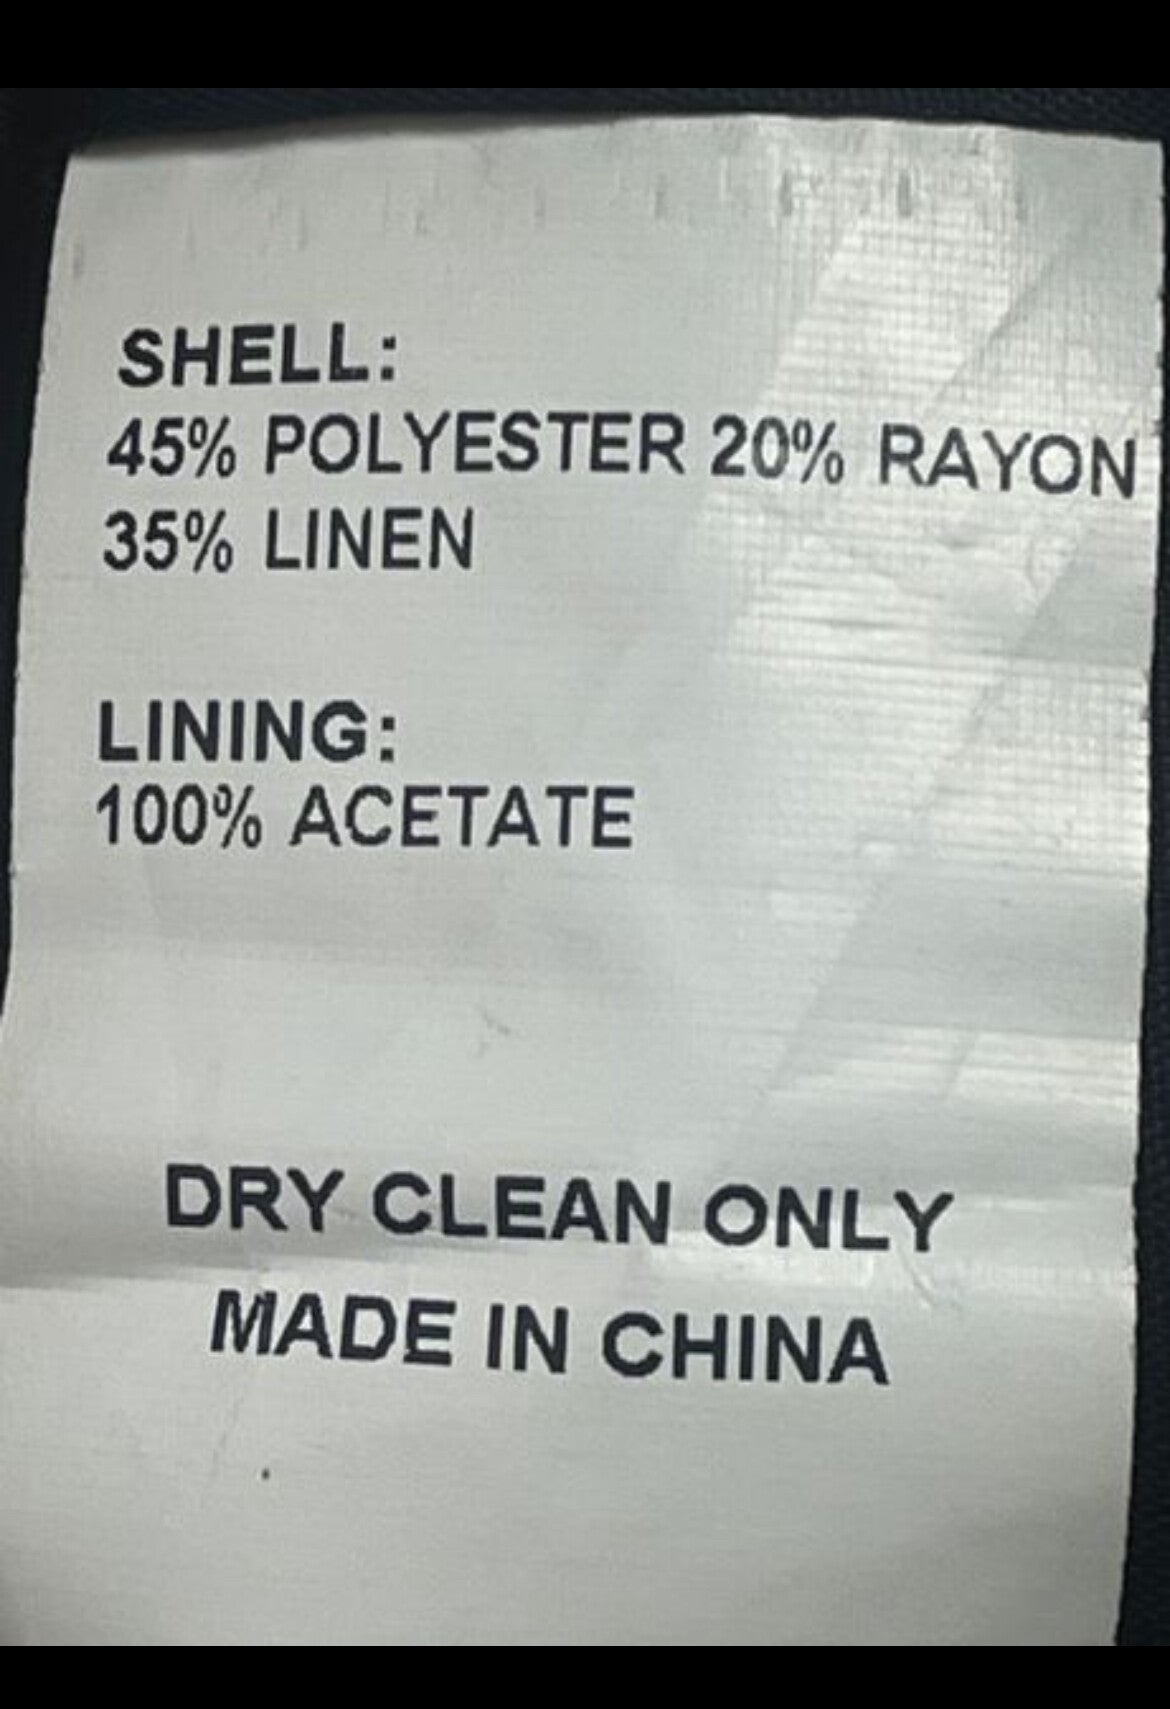 SHELL:
45% POLYESTER 20% RAYON
35% LINEN
LINING:
100% ACETATE
DRY CLEAN ONLY
MADE IN CHINA